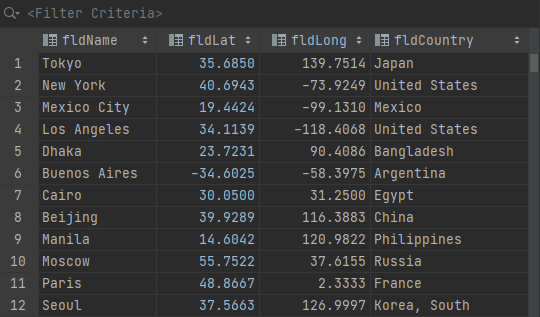 <Filter Criteria>
fldName fldLat fldLong fldCountry
1 Tokyo 35.6850 139.7514 Japan
2 New York 40.6943 -73.9249 United States
3 Mexico City 19.4424 -99.1310 Mexico
4 Los Angeles 34.1139 -118.4068 United States
5 Dhaka 23.7231 90.4086 Bangladesh
6 Buenos Aires -34.6025 -58.3975 Argentina
7 Cairo 30.0500 31.2500 Egypt
8 Beijing 39.9289 116.3883 China
9 Manila 14.6042 120.9822 Philippines
10 Moscow 55.7522 37.6155 Russia
11 Paris 48.8667 2.3333 France
12 Seoul 37.5663 126.9997 Korea, South